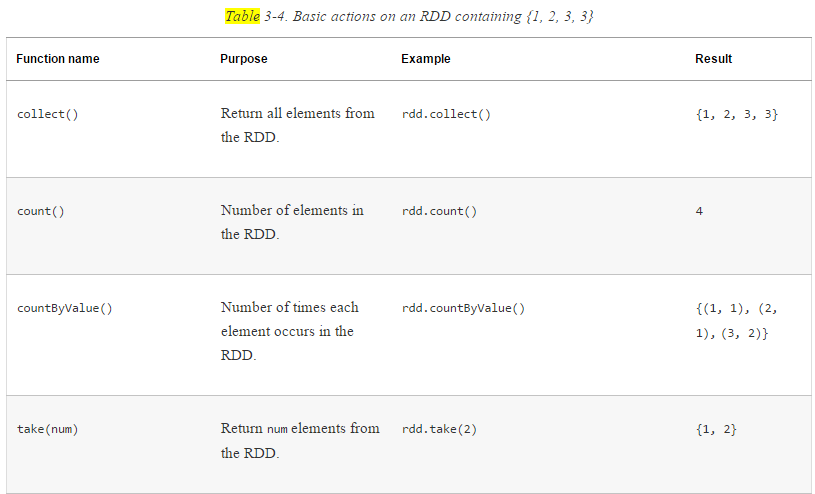 Table 3-4. Basic actions on an RDD containing {1, 2, 3, 3}
Function name Purpose Example Result
collect() Return all elements from rdd.collect() {1, 2, 3, 3}
the RDD.
count() Number of elements in rdd.count() 4
the RDD.
countByValue() Number of times each rdd.countByValue() {(1, 1), (2,
element occurs in the 1), (3, 2)}
RDD.
take(num) Return num elements from rdd.take(2) {1, 2}
the RDD.